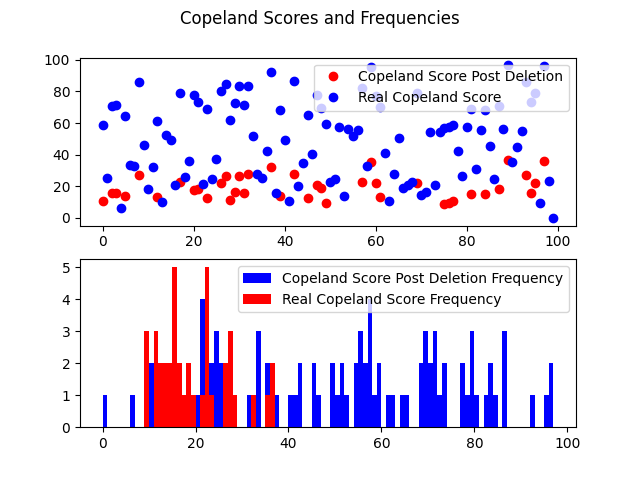 Copeland Scores and Frequencies
100
80
60
40
20
0
Copeland Score Post Deletion
Real Copeland Score
0 20 40 60 80 100
5
4
3
2
1
0
Copeland Score Post Deletion Frequency
Real Copeland Score Frequency
0 20 40 60 80 100